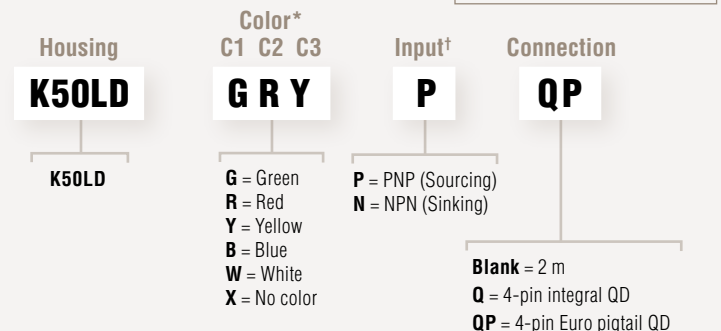 Color*
Housing C1 C2 C3 Input† Connection
K50LD G R Y P QP
K50LD
G = Green
R = Red
Y = Yellow
B = Blue
W = White
X = No color
P = PNP (Sourcing)
N = NPN (Sinking)
Blank = 2 m
Q = 4-pin integral QD
QP = 4-pin Euro pigtail QD